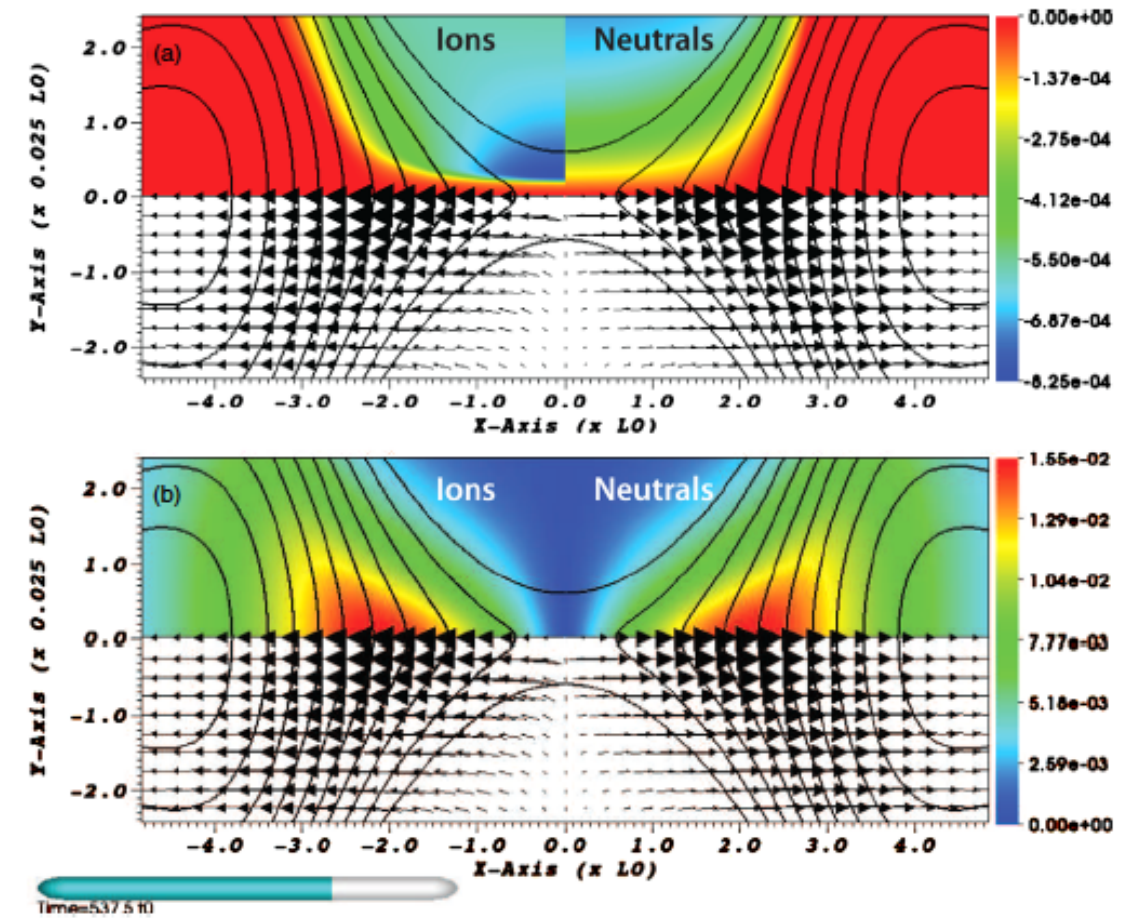 (a) Ions Neutrals
Y-Axis (x 0.025 L0)
2.0
1.0
0.0
-1.0
-2.0
-4.0 -3.0 -2.0 -1.0 0.0 1.0 2.0 3.0 4.0
X-Axis (x L0)
0.00e+00
-1.37e-04
-2.75e-04
-4.12e-04
-5.50e-04
-6.87e-04
-8.25e-04
(b) Ions Neutrals
Y-Axis (x 0.025 L0)
2.0
1.0
0.0
-1.0
-2.0
-4.0 -3.0 -2.0 -1.0 0.0 1.0 2.0 3.0 4.0
X-Axis (x L0)
1.55e-02
1.29e-02
1.04e-02
7.77e-03
5.18e-03
2.59e-03
0.00e+00
Time=537.5 t0